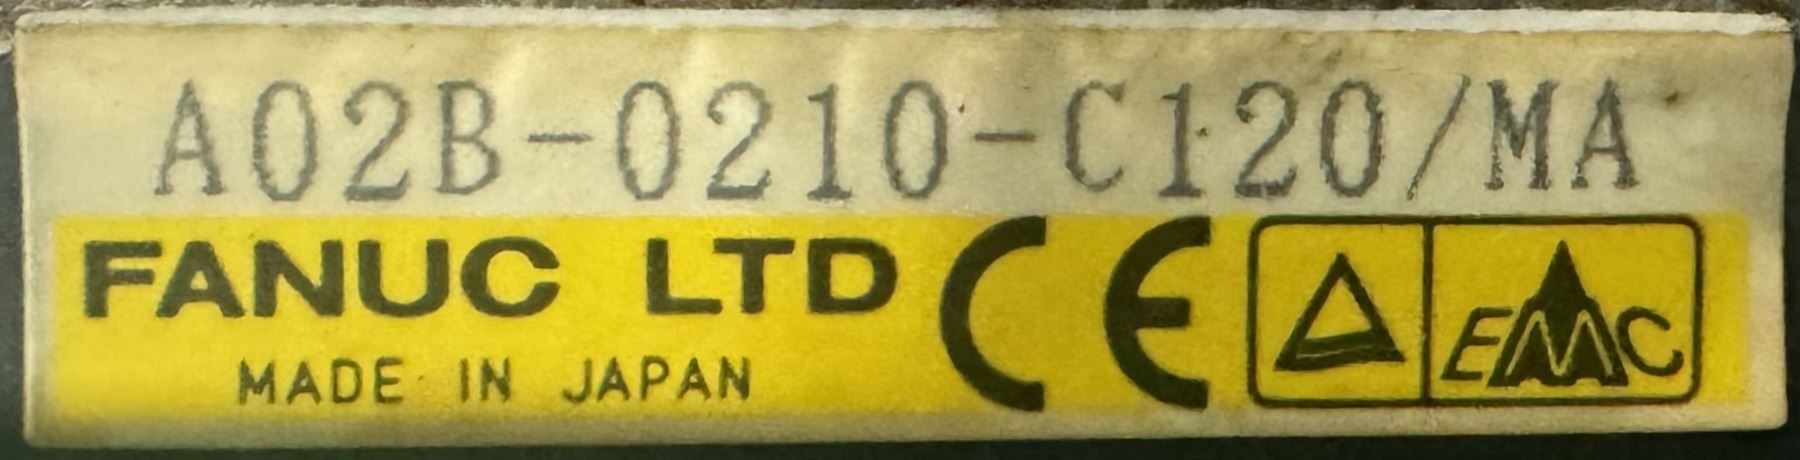 A02B-0210-C120/MA
FANUC LTD CE EMC
MADE IN JAPAN